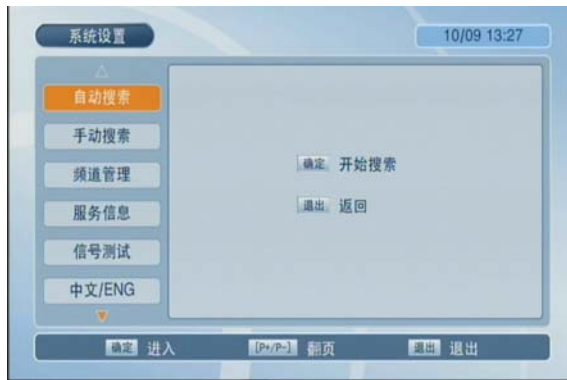 系统设置
10/09 13:27
自动搜索
手动搜索
频道管理
服务信息
信号测试
中文/ENG
确定 开始搜索
退出 返回
确定 进入 [P+/P-] 翻页 退出 退出